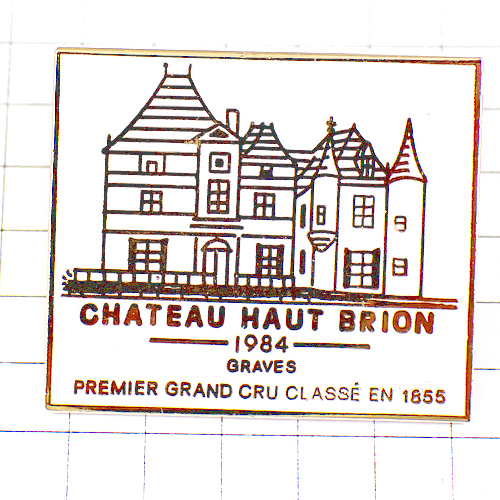 CHATEAU HAUT BRION
1984
GRAVES
PREMIER GRAND CRU CLASSÉ EN 1855